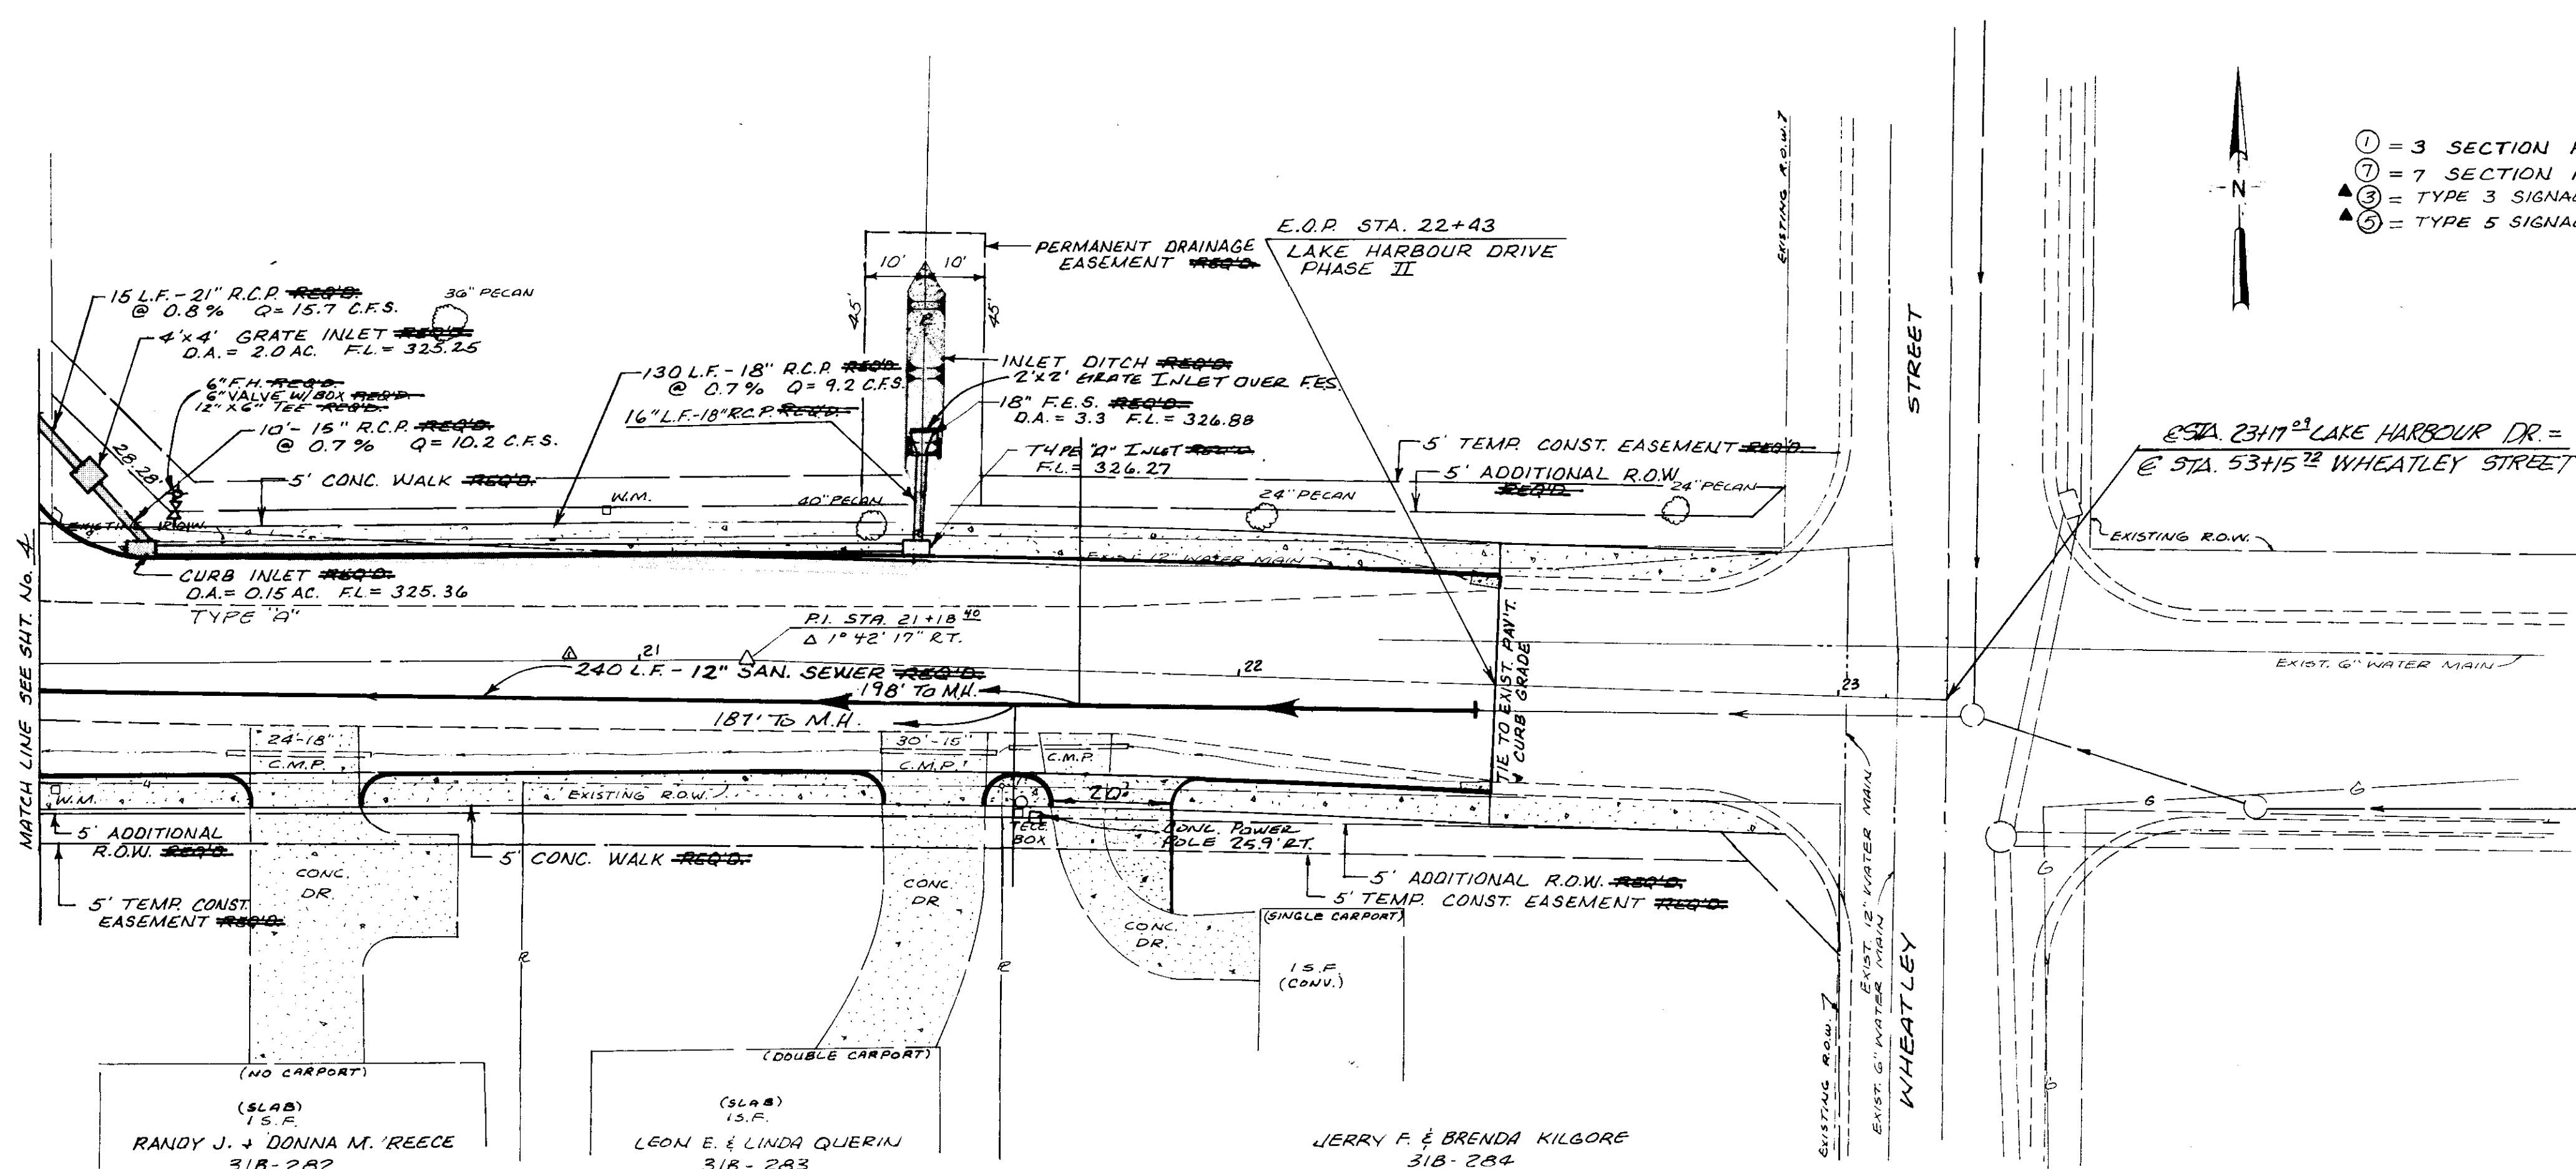 ① = 3 SECTION
⑦ = 7 SECTION
▲ ③ = TYPE 3 SIGNA
▲ ⑤ = TYPE 5 SIGNA
N
EXISTING R.O.W.
E.O.P. STA. 22+43
LAKE HARBOUR DRIVE
PHASE II
PERMANENT DRAINAGE
EASEMENT REQ'D.
10' 10'
45'
45'
15 L.F.-21" R.C.P. REQ'D.
@ 0.8% Q=15.7 C.F.S.
36" PECAN
4'x4' GRATE INLET REQ'D.
D.A.= 2.0 AC. F.L.= 325.25
6" F.H. REQ'D.
6" VALVE W/BOX REQ'D.
12"x6" TEE REQ'D.
10'-15" R.C.P. REQ'D.
@ 0.7% Q=10.2 C.F.S.
28.28'
5' CONC. WALK REQ'D.
130 L.F.-18" R.C.P. REQ'D.
@ 0.7% Q=9.2 C.F.S.
16" L.F.-18" R.C.P. REQ'D.
INLET DITCH REQ'D.
2'x2' GRATE INLET OVER F.E.S.
18" F.E.S. REQ'D.
D.A.= 3.3 F.L.= 326.88
TYPE "A" INLET REQ'D.
F.L.= 326.27
5' TEMP. CONST. EASEMENT REQ'D.
5' ADDITIONAL R.O.W.
REQ'D.
W.M.
40" PECAN
24" PECAN
24" PECAN
STREET
℄ STA. 23+17 09 LAKE HARBOUR DR. =
℄ STA. 53+15 72 WHEATLEY STREET
EXISTING R.O.W.
EXISTING R.O.W.
EXIST. 12" WATER MAIN
CURB INLET REQ'D.
D.A.= 0.15 AC. F.L.= 325.36
TYPE "A"
MATCH LINE SEE SHT. No. 4
P.I. STA. 21+18 40
Δ 1° 42' 17" RT.
21
22
23
240 L.F.-12" SAN. SEWER REQ'D.
198' TO M.H.
187' TO M.H.
TIE TO EXIST. PAV'T.
& CURB GRADE
EXIST. 6" WATER MAIN
24'-18"
C.M.P.
30'-15"
C.M.P.
C.M.P.
W.M.
EXISTING R.O.W.
20'
TELE.
BOX
CONC. POWER
POLE 25.9' RT.
5' ADDITIONAL
R.O.W. REQ'D.
5' CONC. WALK REQ'D.
5' TEMP. CONST.
EASEMENT REQ'D.
CONC.
DR.
CONC.
DR.
CONC.
DR.
5' ADDITIONAL R.O.W. REQ'D.
5' TEMP. CONST. EASEMENT REQ'D.
(SINGLE CARPORT)
1 S.F.
(CONV.)
G
G
G
G
EXIST. 12" WATER MAIN
EXIST. 6" WATER MAIN
WHEATLEY
EXISTING R.O.W.
(NO CARPORT)
(SLAB)
1 S.F.
RANDY J. & DONNA M. REECE
31B-282
(DOUBLE CARPORT)
(SLAB)
1 S.F.
LEON E. & LINDA QUERIN
31B-283
JERRY F. & BRENDA KILGORE
31B-284